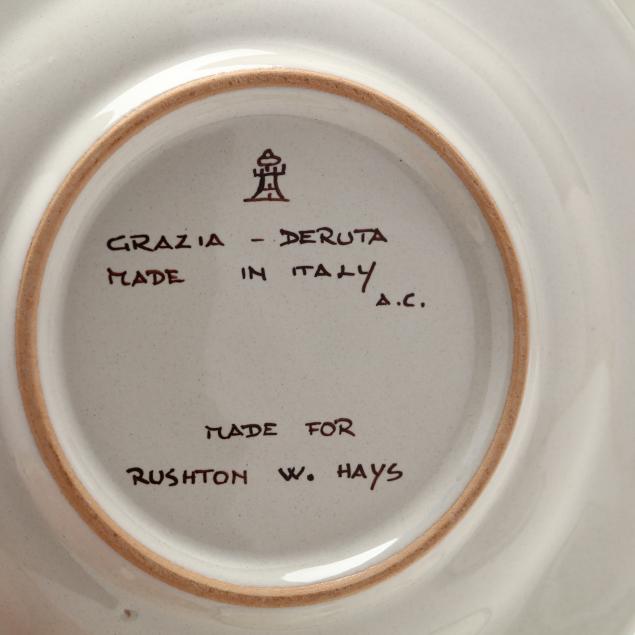 GRAZIA - DERUTA
MADE IN ITALY
A.C.
MADE FOR
RUSHTON W. HAYS